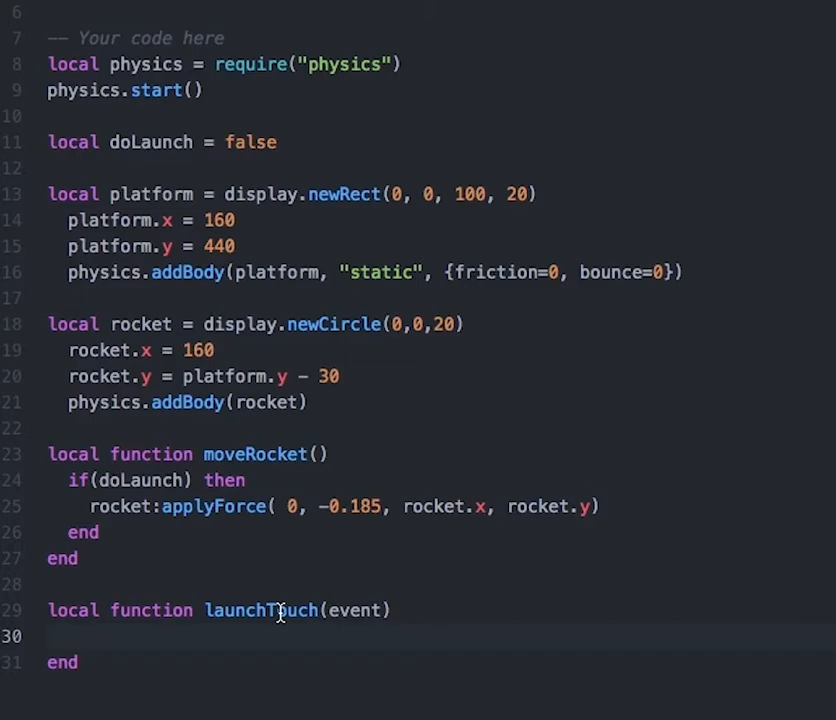 6
7 -- Your code here
8 local physics = require("physics")
9 physics.start()
10
11 local doLaunch = false
12
13 local platform = display.newRect(0, 0, 100, 20)
14   platform.x = 160
15   platform.y = 440
16   physics.addBody(platform, "static", {friction=0, bounce=0})
17
18 local rocket = display.newCircle(0,0,20)
19   rocket.x = 160
20   rocket.y = platform.y - 30
21   physics.addBody(rocket)
22
23 local function moveRocket()
24   if(doLaunch) then
25     rocket:applyForce( 0, -0.185, rocket.x, rocket.y)
26   end
27 end
28
29 local function launchTouch(event)
30
31 end